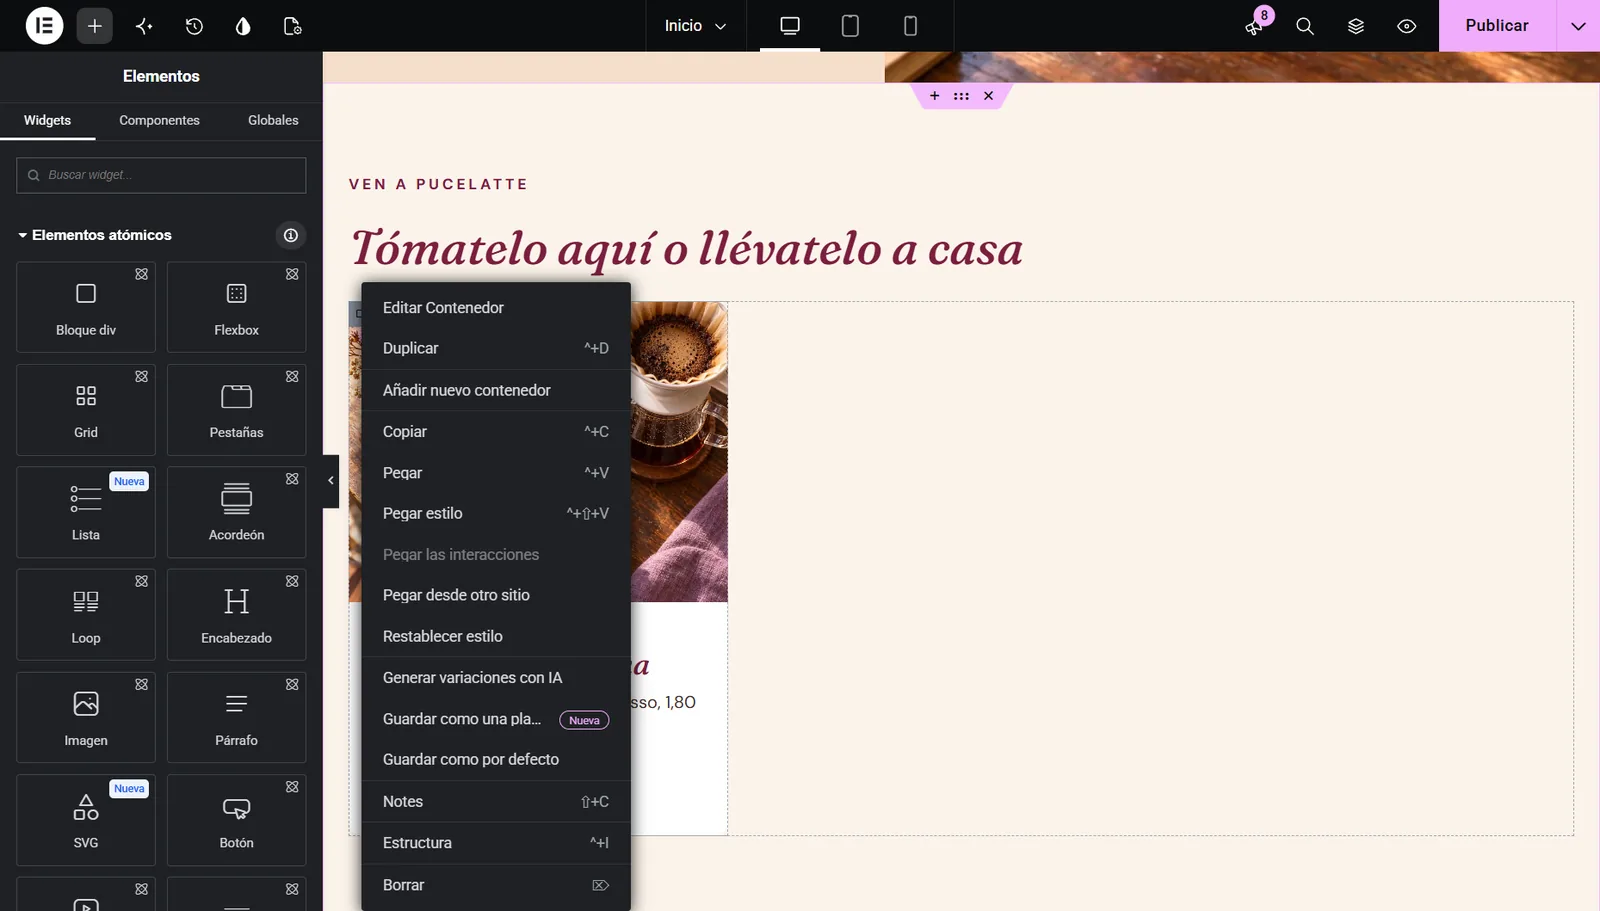 Inicio
8
Publicar
Elementos
Widgets
Componentes
Globales
Buscar widget...
Elementos atómicos
Bloque div
Flexbox
Grid
Pestañas
Nueva
Lista
Acordeón
Loop
Encabezado
Imagen
Párrafo
Nueva
SVG
Botón
VEN A PUCELATTE
Tómatelo aquí o llévatelo a casa
Editar Contenedor
Duplicar ^+D
Añadir nuevo contenedor
Copiar ^+C
Pegar ^+V
Pegar estilo ^+⇧+V
Pegar las interacciones
Pegar desde otro sitio
Restablecer estilo
Generar variaciones con IA
Guardar como una pla... Nueva
Guardar como por defecto
Notes ⇧+C
Estructura ^+I
Borrar ⌦
sso, 1,80